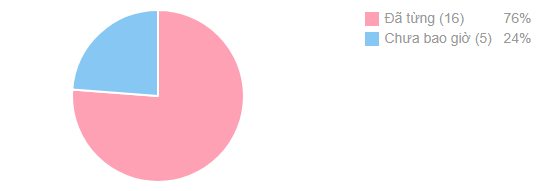 Đã từng (16) 76%
Chưa bao giờ (5) 24%